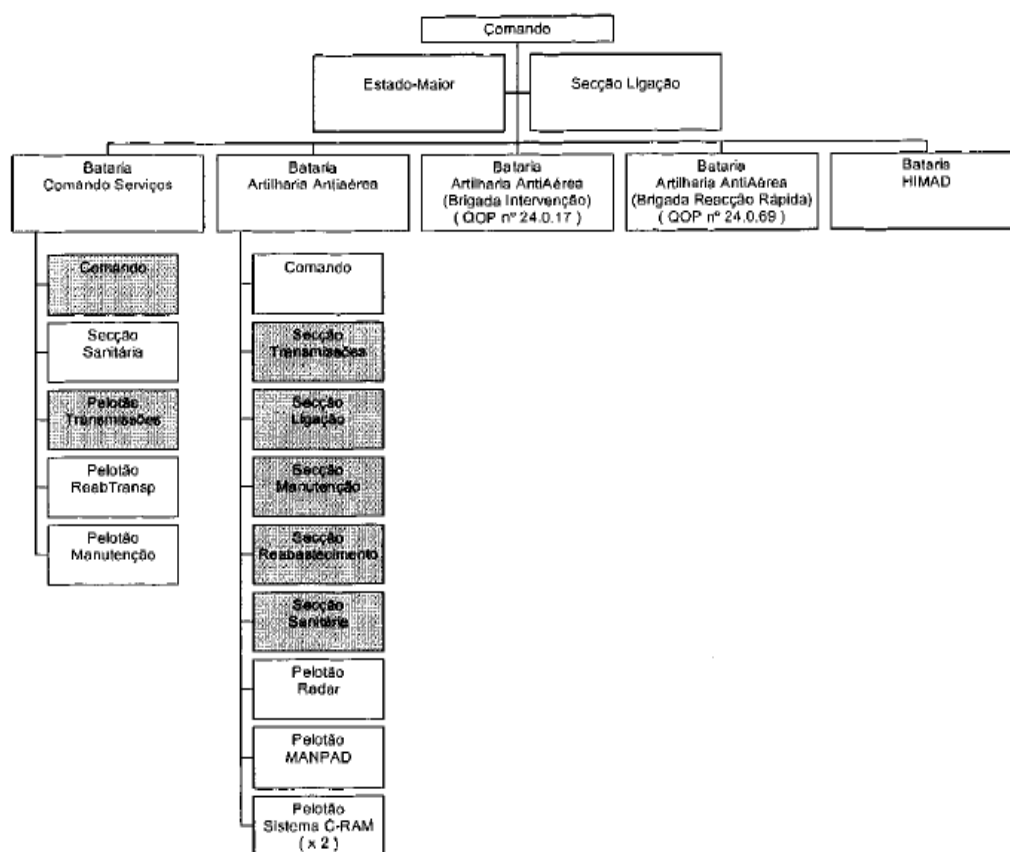 Comando
Estado-Maior
Secção Ligação
Bataria
Comando Serviços
Bataria
Artilharia Antiaérea
Bataria
Artilharia AntiAérea
(Brigada Intervenção)
( QOP nº 24.0.17 )
Bataria
Artilharia AntiAérea
(Brigada Reacção Rápida)
( QOP nº 24.0.69 )
Bataria
HIMAD
Comando
Secção
Sanitária
Pelotão
Transmissões
Pelotão
ReabTransp
Pelotão
Manutenção
Comando
Secção
Transmissões
Secção
Ligação
Secção
Manutenção
Secção
Reabastecimento
Secção
Sanitária
Pelotão
Radar
Pelotão
MANPAD
Pelotão
Sistema C-RAM
( x 2 )